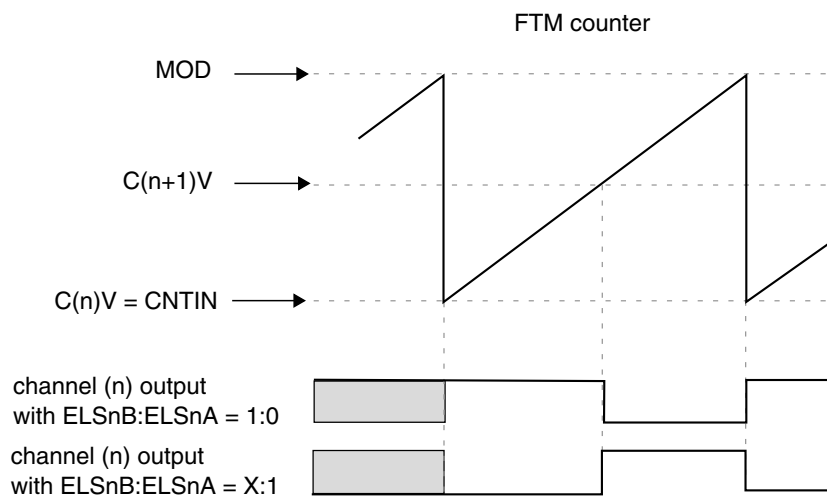 FTM counter
MOD
C(n+1)V
C(n)V = CNTIN
channel (n) output
with ELSnB:ELSnA = 1:0
channel (n) output
with ELSnB:ELSnA = X:1